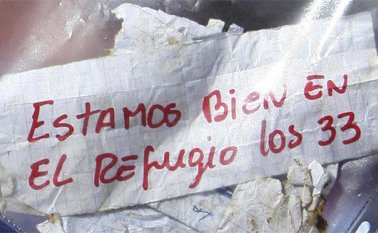 ESTAMOS BIEN EN
EL REfugio los 33